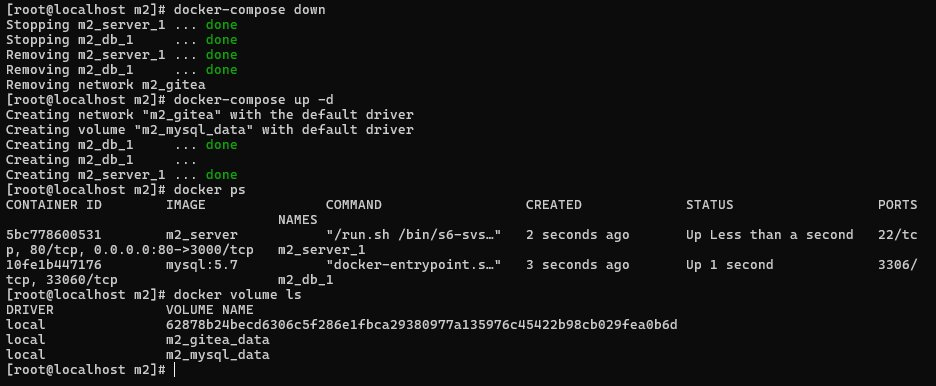 [root@localhost m2]# docker-compose down
Stopping m2_server_1 ... done
Stopping m2_db_1     ... done
Removing m2_server_1 ... done
Removing m2_db_1     ... done
Removing network m2_gitea
[root@localhost m2]# docker-compose up -d
Creating network "m2_gitea" with the default driver
Creating volume "m2_mysql_data" with default driver
Creating m2_db_1     ... done
Creating m2_db_1     ...
Creating m2_server_1 ... done
[root@localhost m2]# docker ps
CONTAINER ID        IMAGE               COMMAND                  CREATED             STATUS              PORTS
                                  NAMES
5bc778600531        m2_server           "/run.sh /bin/s6-svs…"   2 seconds ago       Up Less than a second   22/tc
p, 80/tcp, 0.0.0.0:80->3000/tcp   m2_server_1
10fe1b447176        mysql:5.7           "docker-entrypoint.s…"   3 seconds ago       Up 1 second             3306/
tcp, 33060/tcp                    m2_db_1
[root@localhost m2]# docker volume ls
DRIVER              VOLUME NAME
local               62878b24becd6306c5f286e1fbca29380977a135976c45422b98cb029fea0b6d
local               m2_gitea_data
local               m2_mysql_data
[root@localhost m2]#